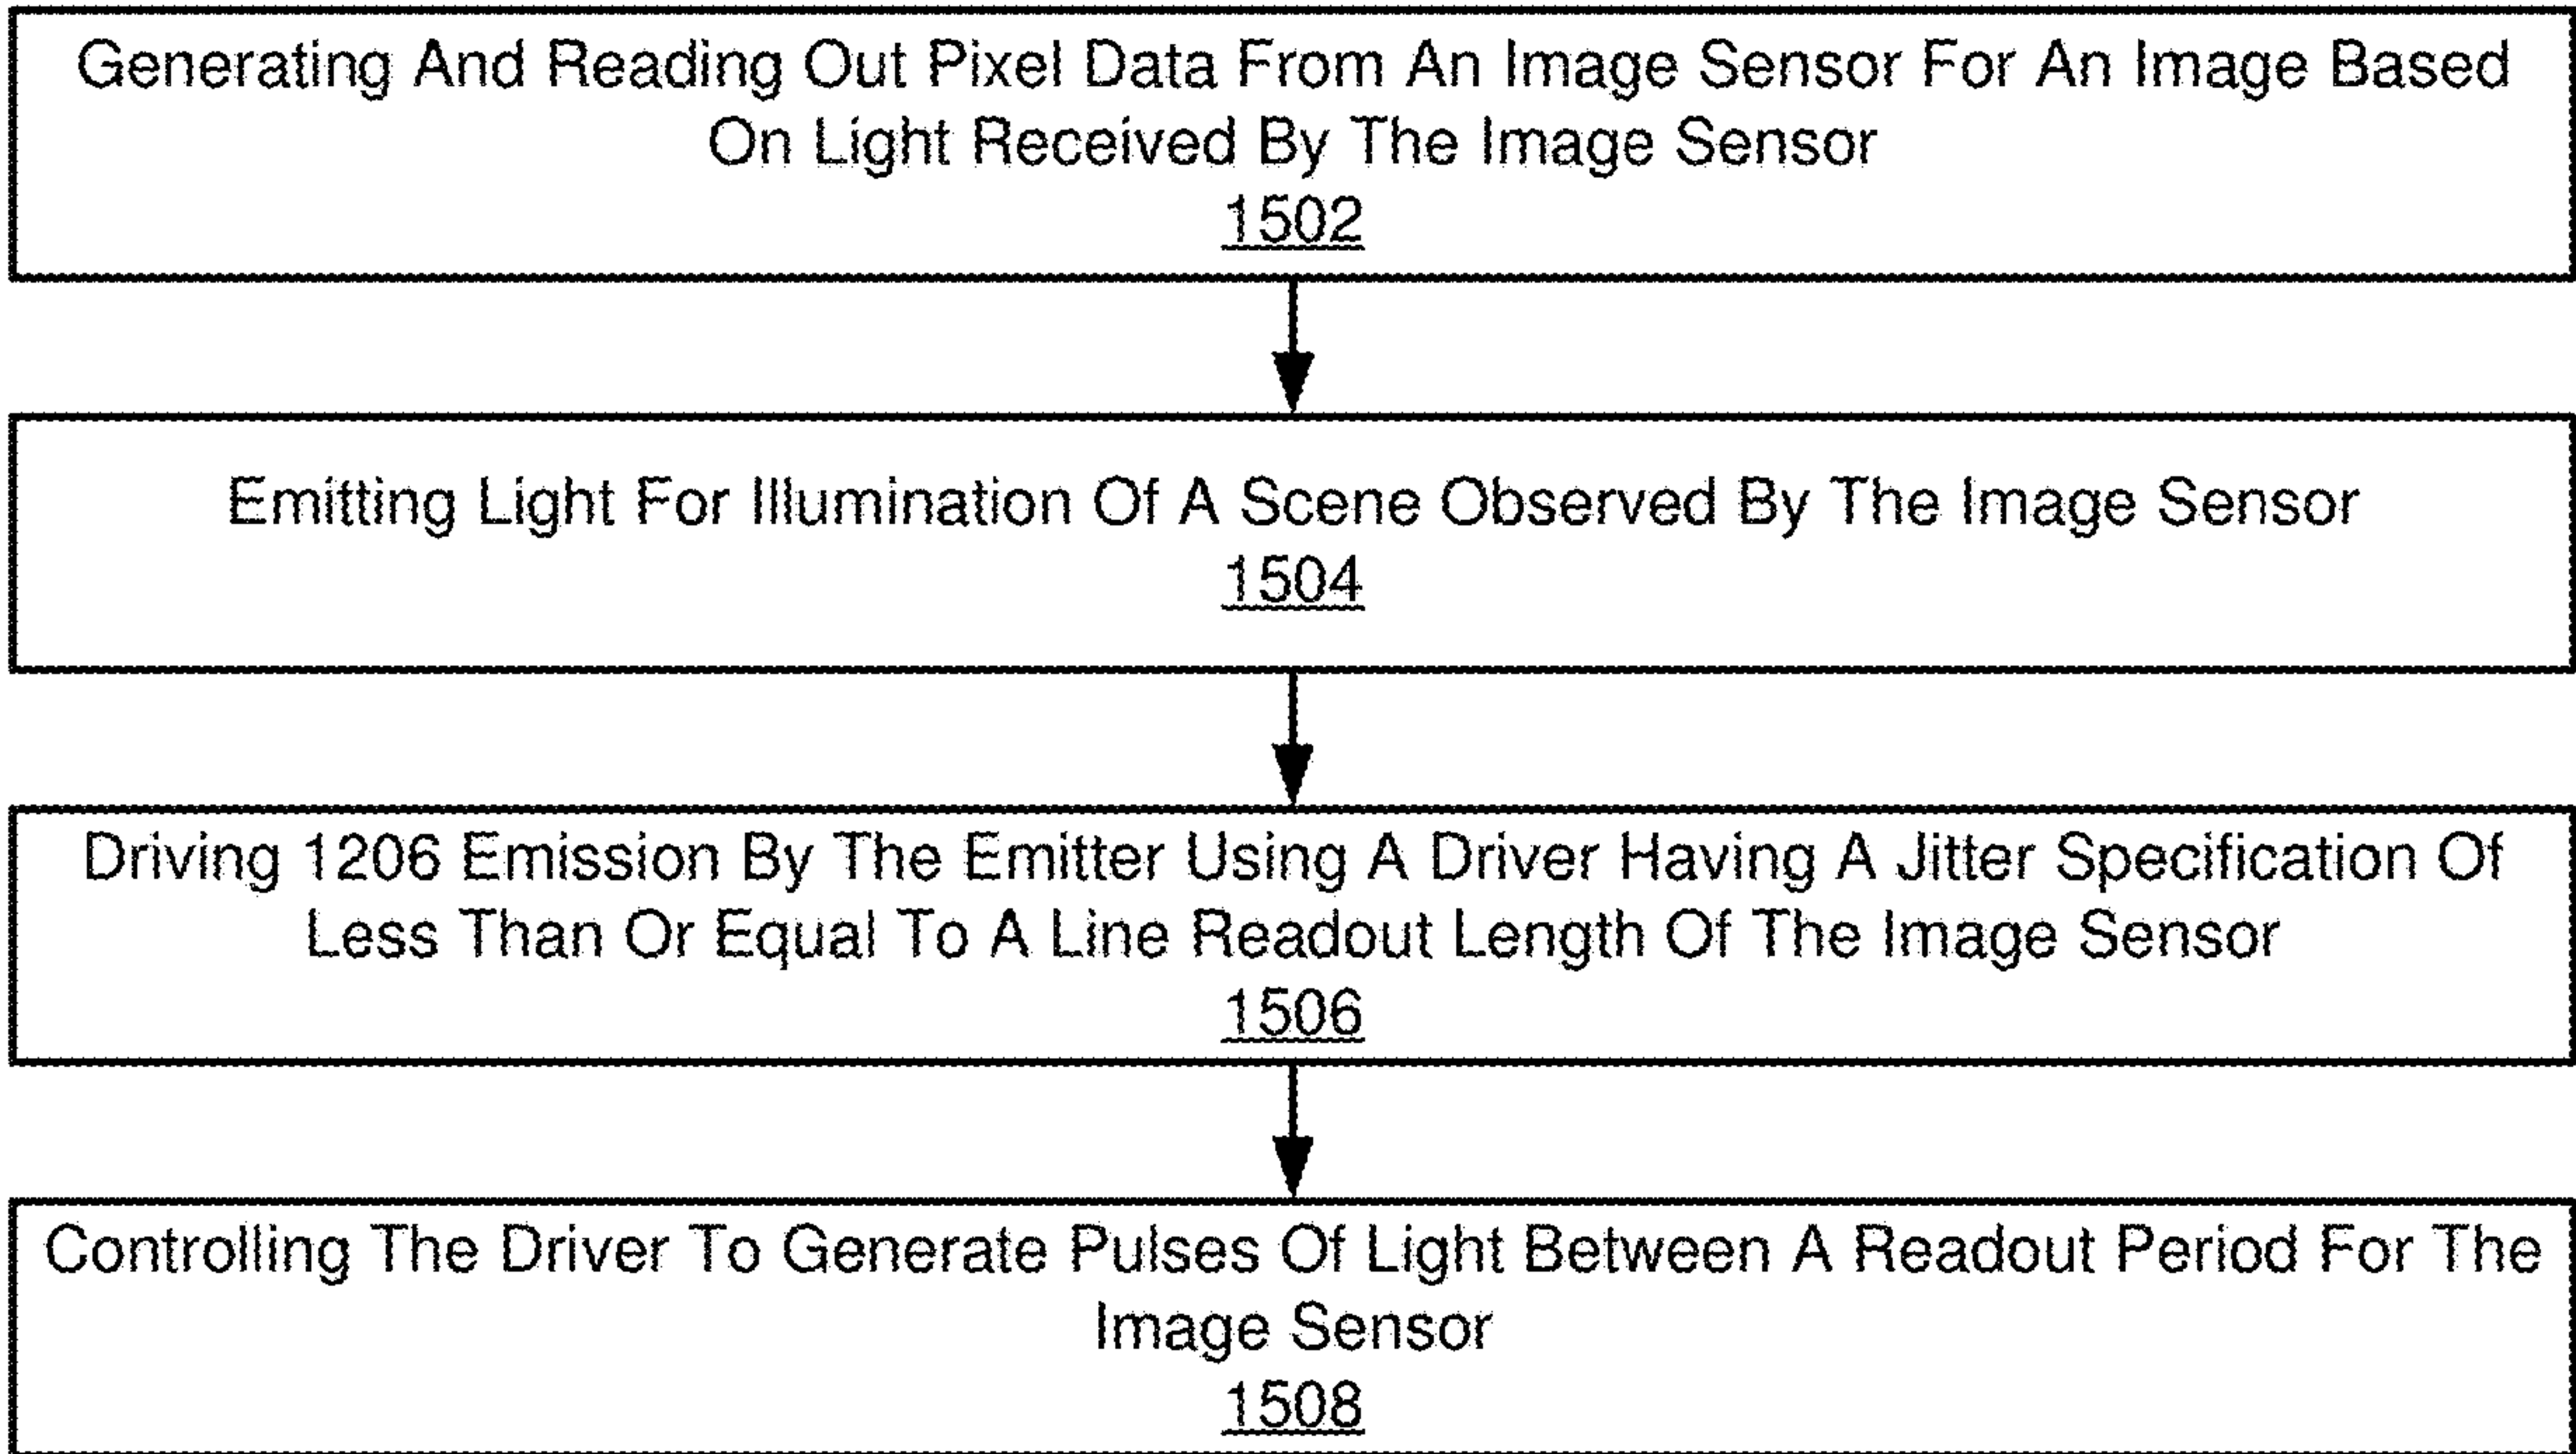 Generating And Reading Out Pixel Data From An Image Sensor For An Image Based
On Light Received By The Image Sensor
1502
Emitting Light For Illumination Of A Scene Observed By The Image Sensor
1504
Driving 1206 Emission By The Emitter Using A Driver Having A Jitter Specification Of
Less Than Or Equal To A Line Readout Length Of The Image Sensor
1506
Controlling The Driver To Generate Pulses Of Light Between A Readout Period For The
Image Sensor
1508